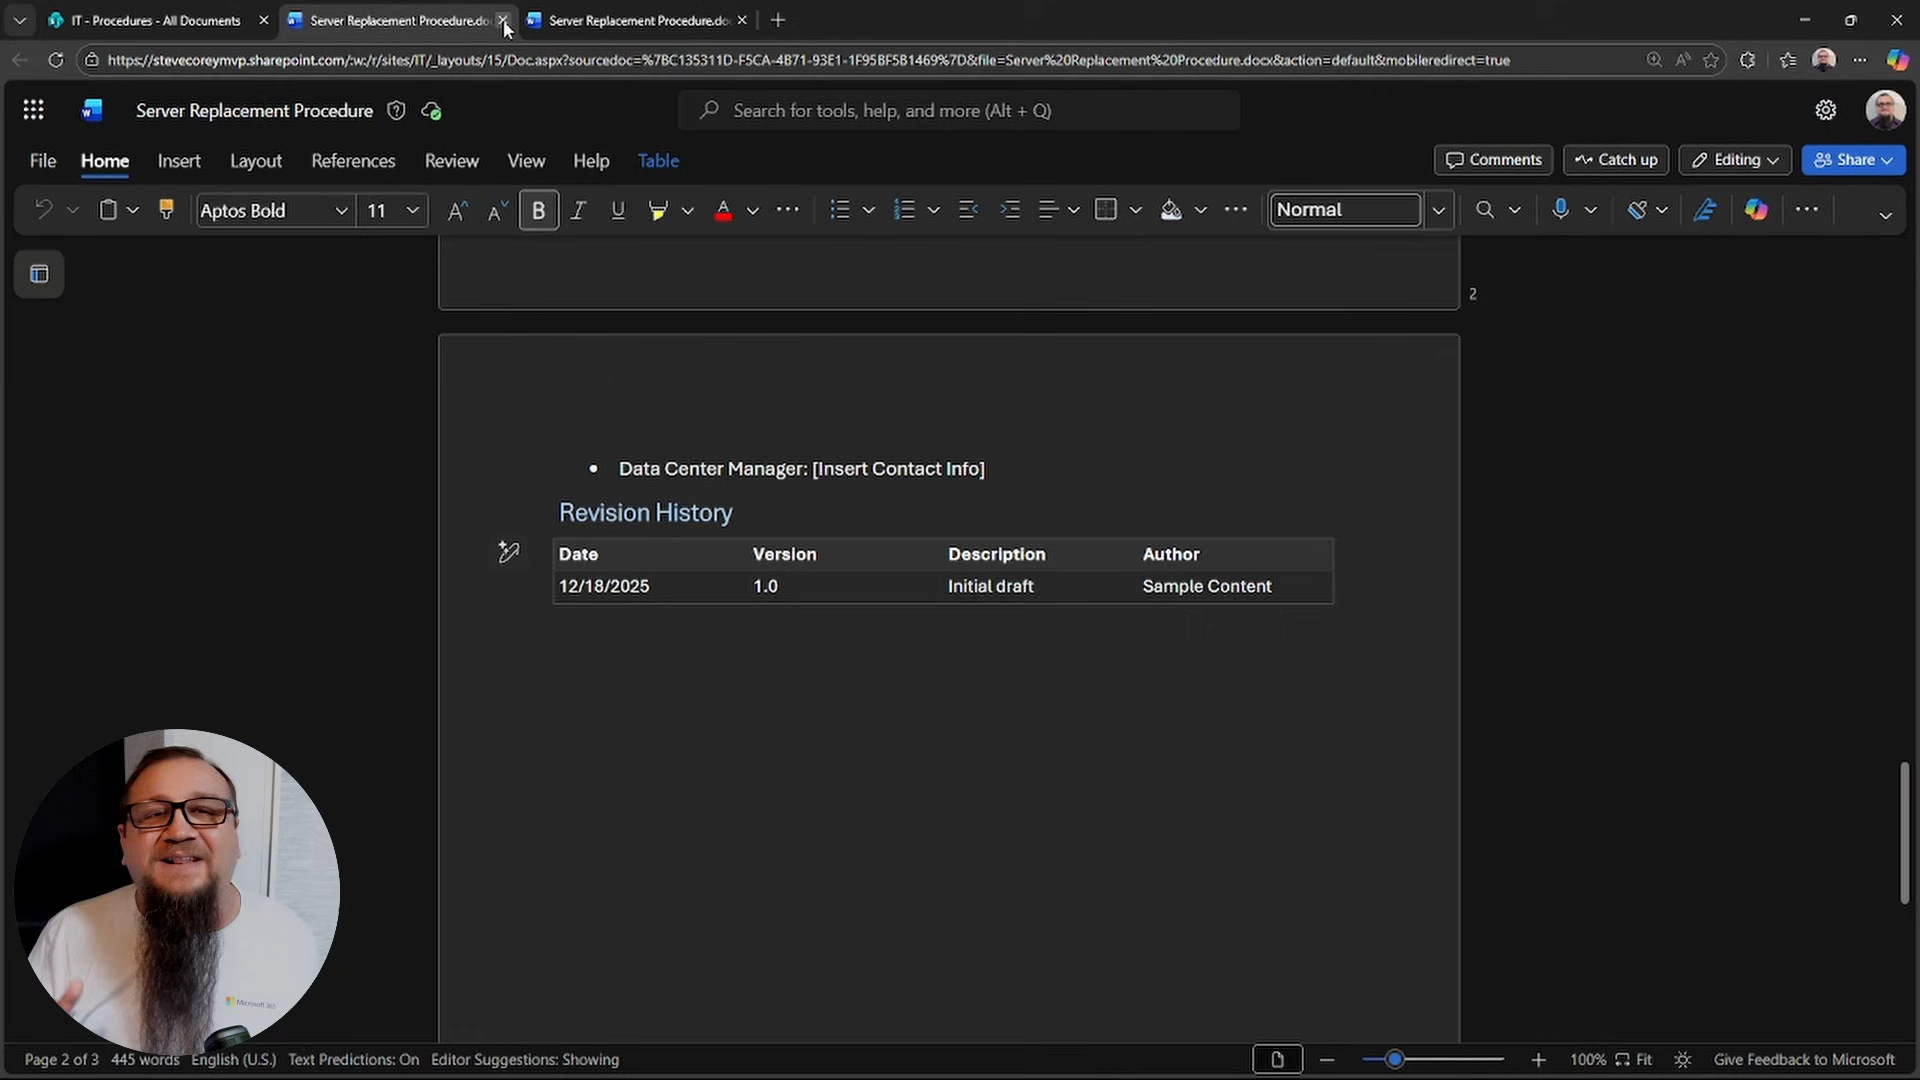 IT - Procedures - All Documents
Server Replacement Procedure.do
Server Replacement Procedure.do
https://stevecoreymvp.sharepoint.com/:w:/r/sites/IT/_layouts/15/Doc.aspx?sourcedoc=%7BC135311D-F5CA-4B71-93E1-1F95BF5B1469%7D&file=Server%20Replacement%20Procedure.docx&action=default&mobileredirect=true
Server Replacement Procedure
Search for tools, help, and more (Alt + Q)
File Home Insert Layout References Review View Help Table
Comments Catch up Editing Share
Aptos Bold 11 B I U A Normal
2
• Data Center Manager: [Insert Contact Info]
Revision History
Date Version Description Author
12/18/2025 1.0 Initial draft Sample Content
Microsoft 365
Page 2 of 3 445 words English (U.S.) Text Predictions: On Editor Suggestions: Showing
100% Fit Give Feedback to Microsoft